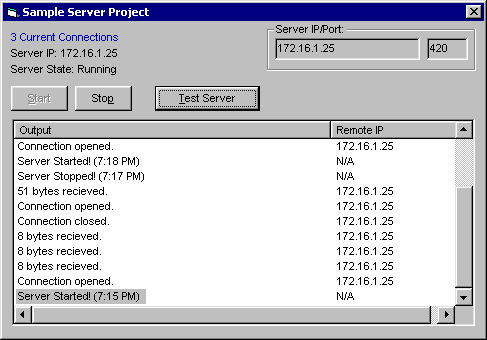 Sample Server Project
3 Current Connections
Server IP: 172.16.1.25
Server State: Running
Server IP/Port:
172.16.1.25 420
Start Stop Test Server
Output Remote IP
Connection opened. 172.16.1.25
Server Started! (7:18 PM) N/A
Server Stopped! (7:17 PM) N/A
51 bytes recieved. 172.16.1.25
Connection opened. 172.16.1.25
Connection closed. 172.16.1.25
8 bytes recieved. 172.16.1.25
8 bytes recieved. 172.16.1.25
8 bytes recieved. 172.16.1.25
Connection opened. 172.16.1.25
Server Started! (7:15 PM) N/A